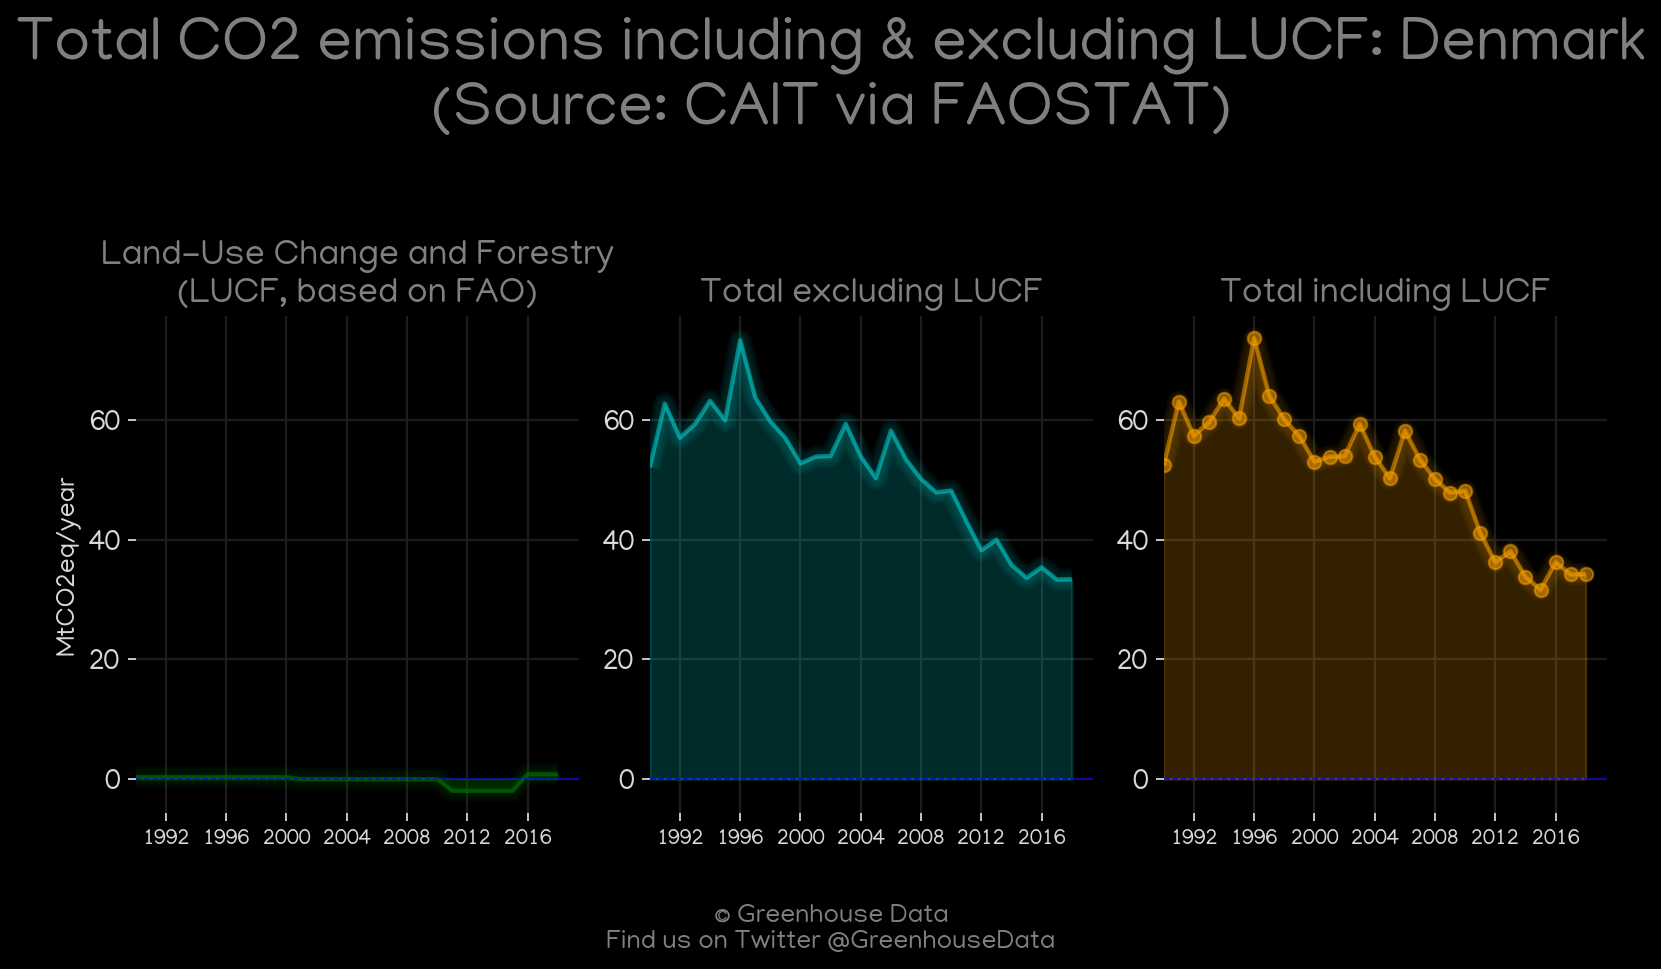 Total CO2 emissions including & excluding LUCF: Denmark
(Source: CAIT via FAOSTAT)
Land-Use Change and Forestry
(LUCF, based on FAO)
Total excluding LUCF
Total including LUCF
MtCO2eq/year
60
40
20
0
1992 1996 2000 2004 2008 2012 2016
60
40
20
0
1992 1996 2000 2004 2008 2012 2016
60
40
20
0
1992 1996 2000 2004 2008 2012 2016
© Greenhouse Data
Find us on Twitter @GreenhouseData